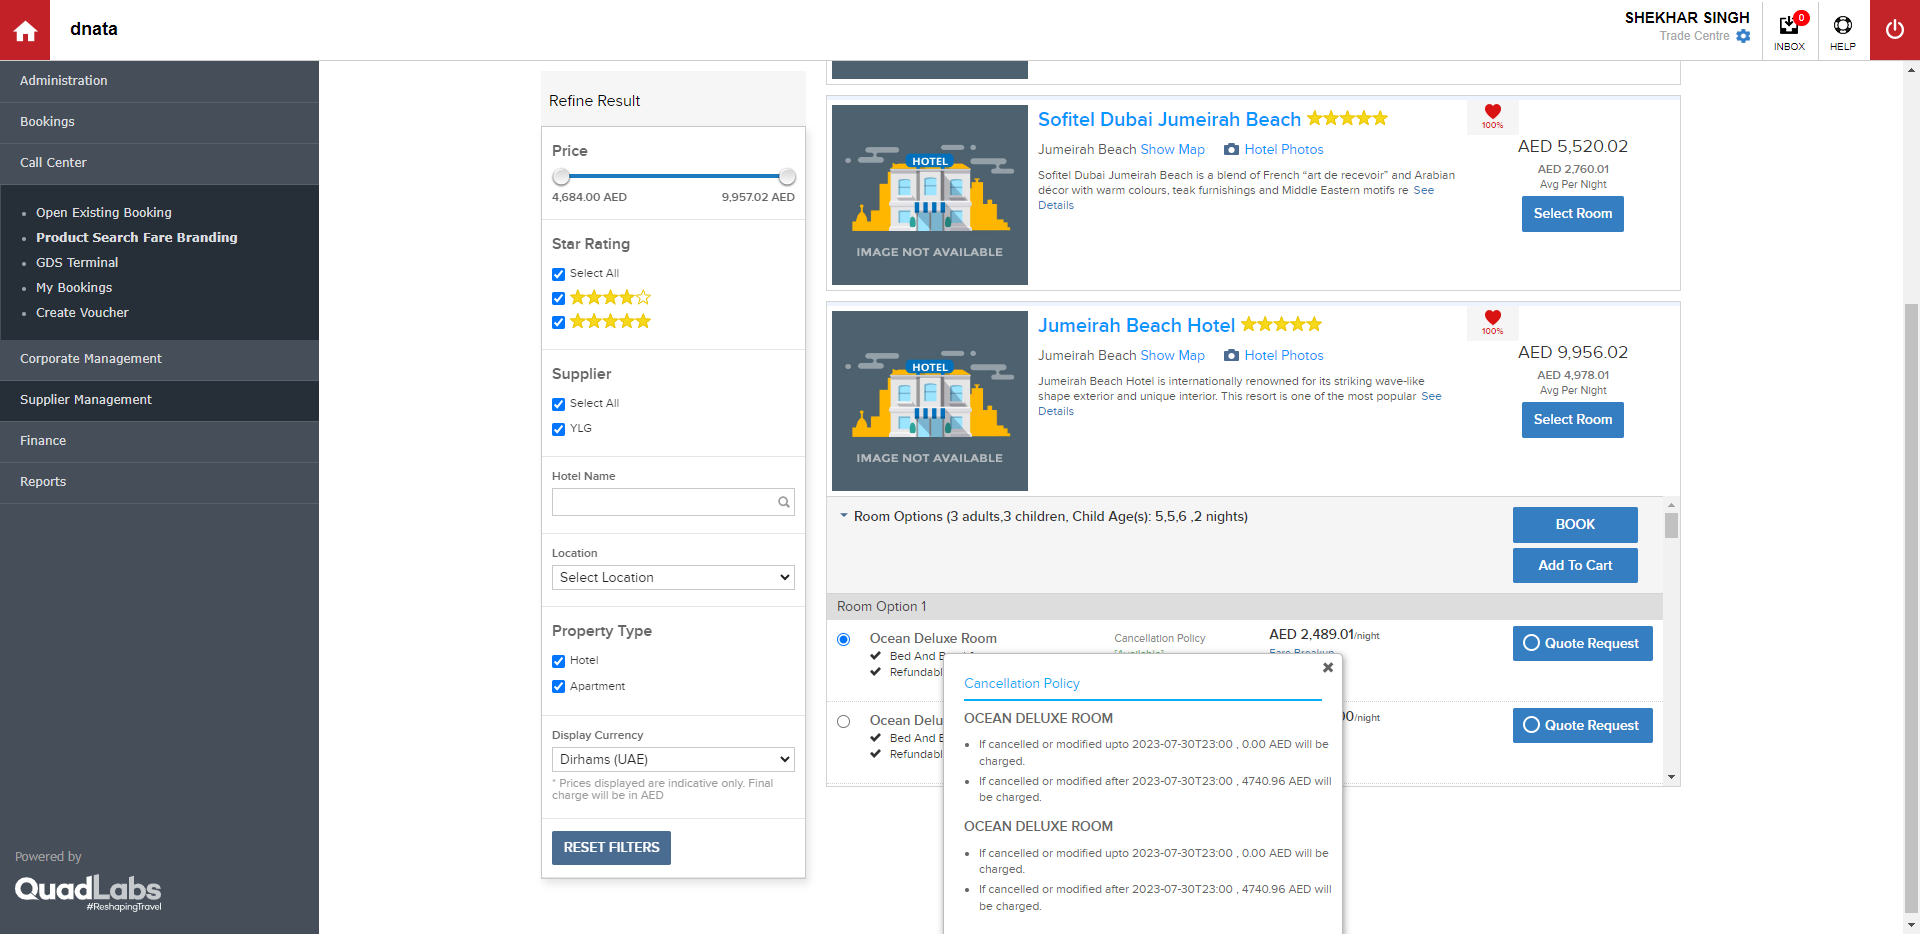 dnata
SHEKHAR SINGH
Trade Centre
0
INBOX
HELP
Administration
Bookings
Call Center
Open Existing Booking
Product Search Fare Branding
GDS Terminal
My Bookings
Create Voucher
Corporate Management
Supplier Management
Finance
Reports
Powered by
QuadLabs
#ReshapingTravel
Refine Result
Price
4,684.00 AED 9,957.02 AED
Star Rating
Select All
Supplier
Select All
YLG
Hotel Name
Location
Select Location
Property Type
Hotel
Apartment
Display Currency
Dirhams (UAE)
* Prices displayed are indicative only. Final
charge will be in AED
RESET FILTERS
HOTEL
IMAGE NOT AVAILABLE
Sofitel Dubai Jumeirah Beach
Jumeirah Beach Show Map Hotel Photos
Sofitel Dubai Jumeirah Beach is a blend of French “art de recevoir” and Arabian
décor with warm colours, teak furnishings and Middle Eastern motifs re See
Details
100%
AED 5,520.02
AED 2,760.01
Avg Per Night
Select Room
HOTEL
IMAGE NOT AVAILABLE
Jumeirah Beach Hotel
Jumeirah Beach Show Map Hotel Photos
Jumeirah Beach Hotel is internationally renowned for its striking wave-like
shape exterior and unique interior. This resort is one of the most popular See
Details
100%
AED 9,956.02
AED 4,978.01
Avg Per Night
Select Room
Room Options (3 adults,3 children, Child Age(s): 5,5,6 ,2 nights)
BOOK
Add To Cart
Room Option 1
Ocean Deluxe Room
Bed And B
Refundabl
Cancellation Policy
AED 2,489.01/night
Quote Request
Ocean Delu
Bed And B
Refundabl
00/night
Quote Request
Cancellation Policy
OCEAN DELUXE ROOM
If cancelled or modified upto 2023-07-30T23:00 , 0.00 AED will be
charged.
If cancelled or modified after 2023-07-30T23:00 , 4740.96 AED will
be charged.
OCEAN DELUXE ROOM
If cancelled or modified upto 2023-07-30T23:00 , 0.00 AED will be
charged.
If cancelled or modified after 2023-07-30T23:00 , 4740.96 AED will
be charged.